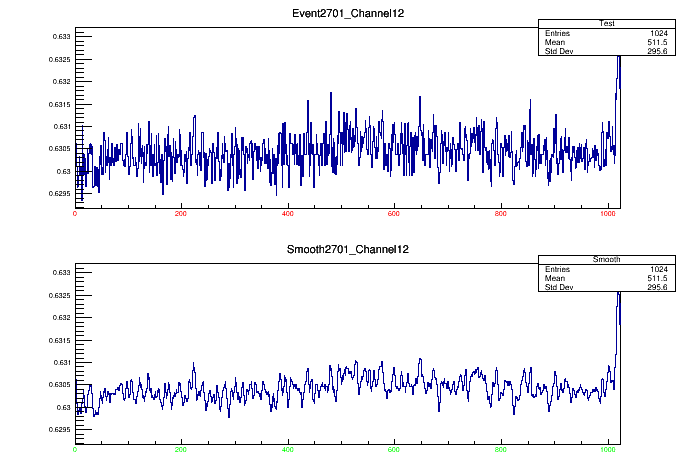 Event2701_Channel12
Test
Entries 1024
Mean 511.5
Std Dev 295.6
0.633
0.6325
0.632
0.6315
0.631
0.6305
0.63
0.6295
0 200 400 600 800 1000
Smooth2701_Channel12
Smooth
Entries 1024
Mean 511.5
Std Dev 295.6
0.633
0.6325
0.632
0.6315
0.631
0.6305
0.63
0.6295
0 200 400 600 800 1000